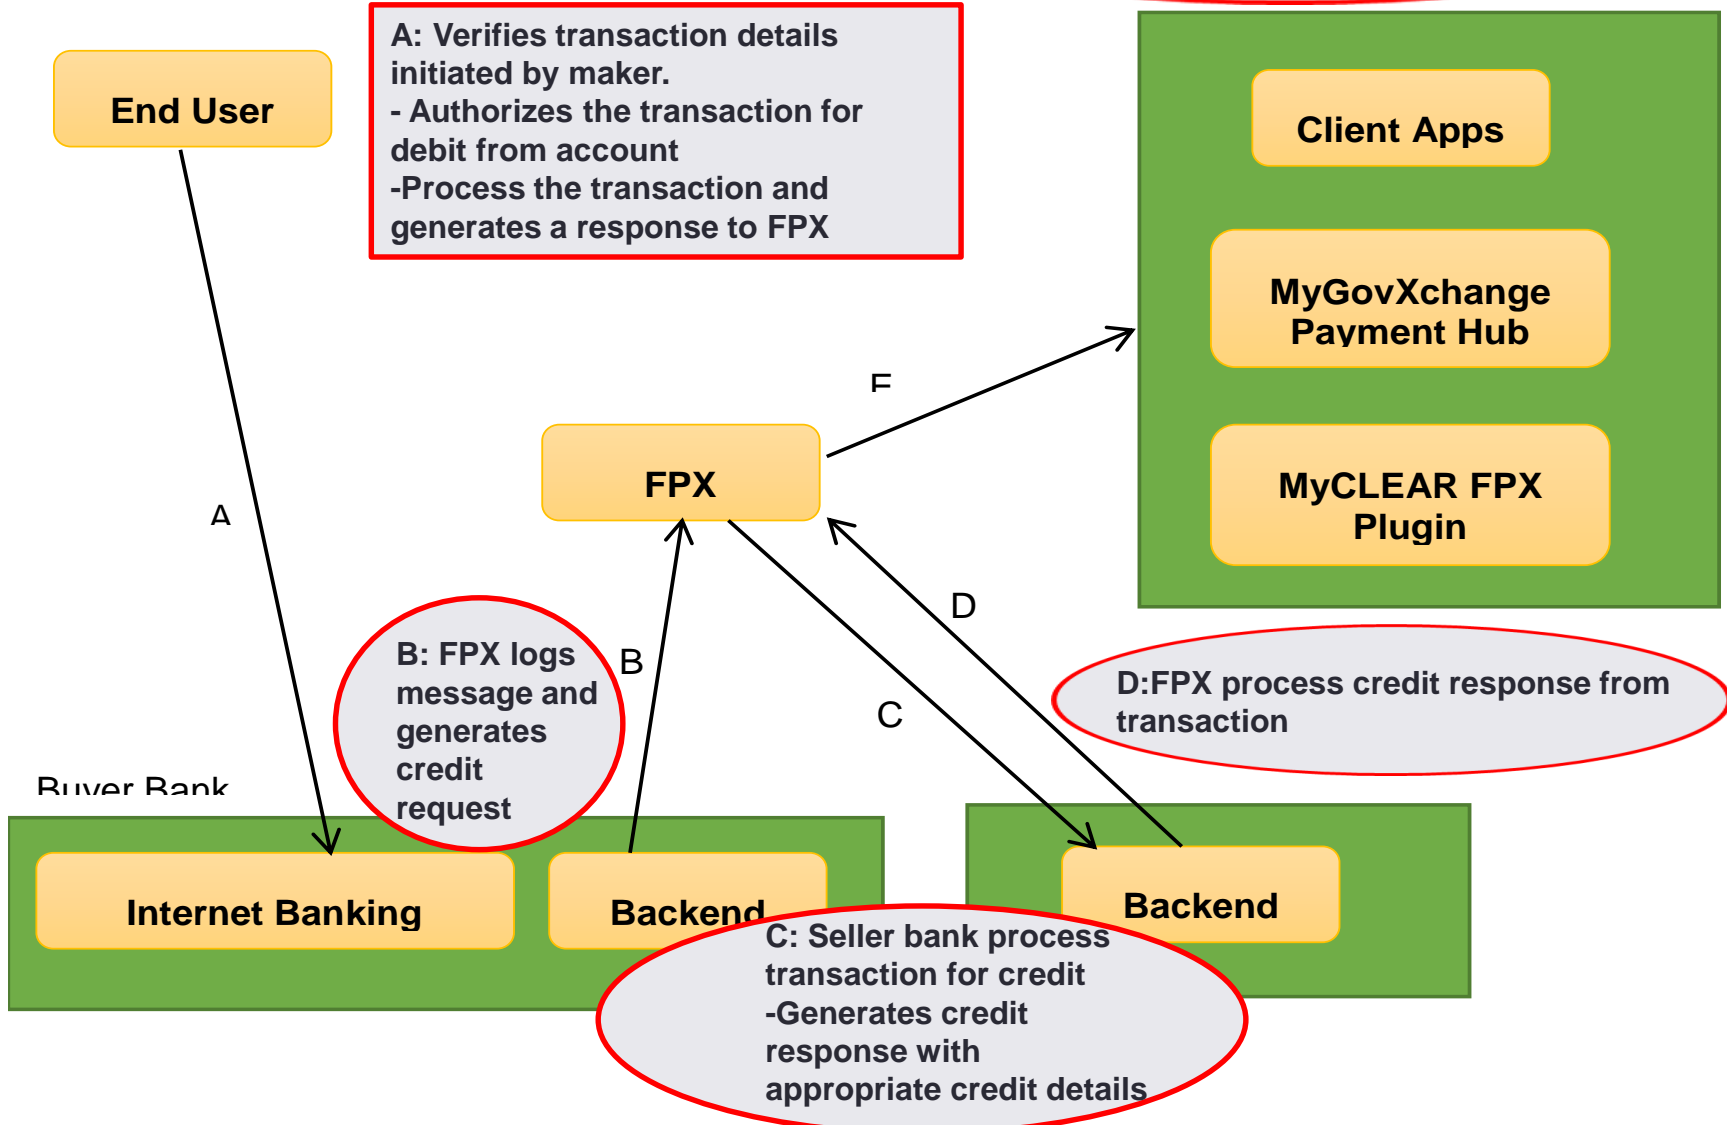 A: Verifies transaction details
initiated by maker.
- Authorizes the transaction for
debit from account
-Process the transaction and
generates a response to FPX
End User
Client Apps
MyGovXchange
Payment Hub
MyCLEAR FPX
Plugin
FPX
A
B
C
D
B: FPX logs
message and
generates
credit
request
D:FPX process credit response from
transaction
Buyer Bank
Internet Banking
Backend
Backend
C: Seller bank process
transaction for credit
-Generates credit
response with
appropriate credit details